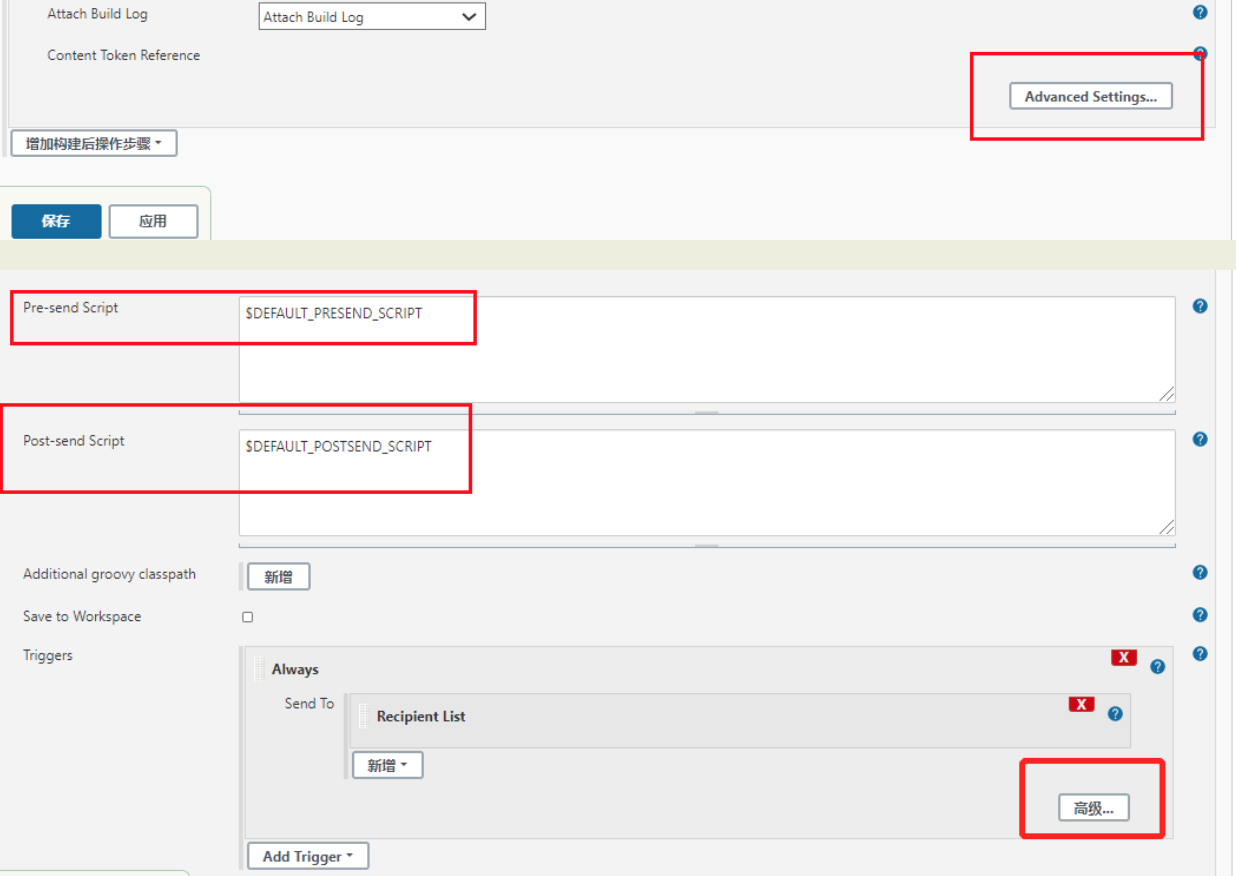 Attach Build Log
Attach Build Log
Content Token Reference
Advanced Settings...
增加构建后操作步骤
保存
应用
Pre-send Script
$DEFAULT_PRESEND_SCRIPT
Post-send Script
$DEFAULT_POSTSEND_SCRIPT
Additional groovy classpath
新增
Save to Workspace
Triggers
Always
X
Send To
Recipient List
X
新增
高级...
Add Trigger